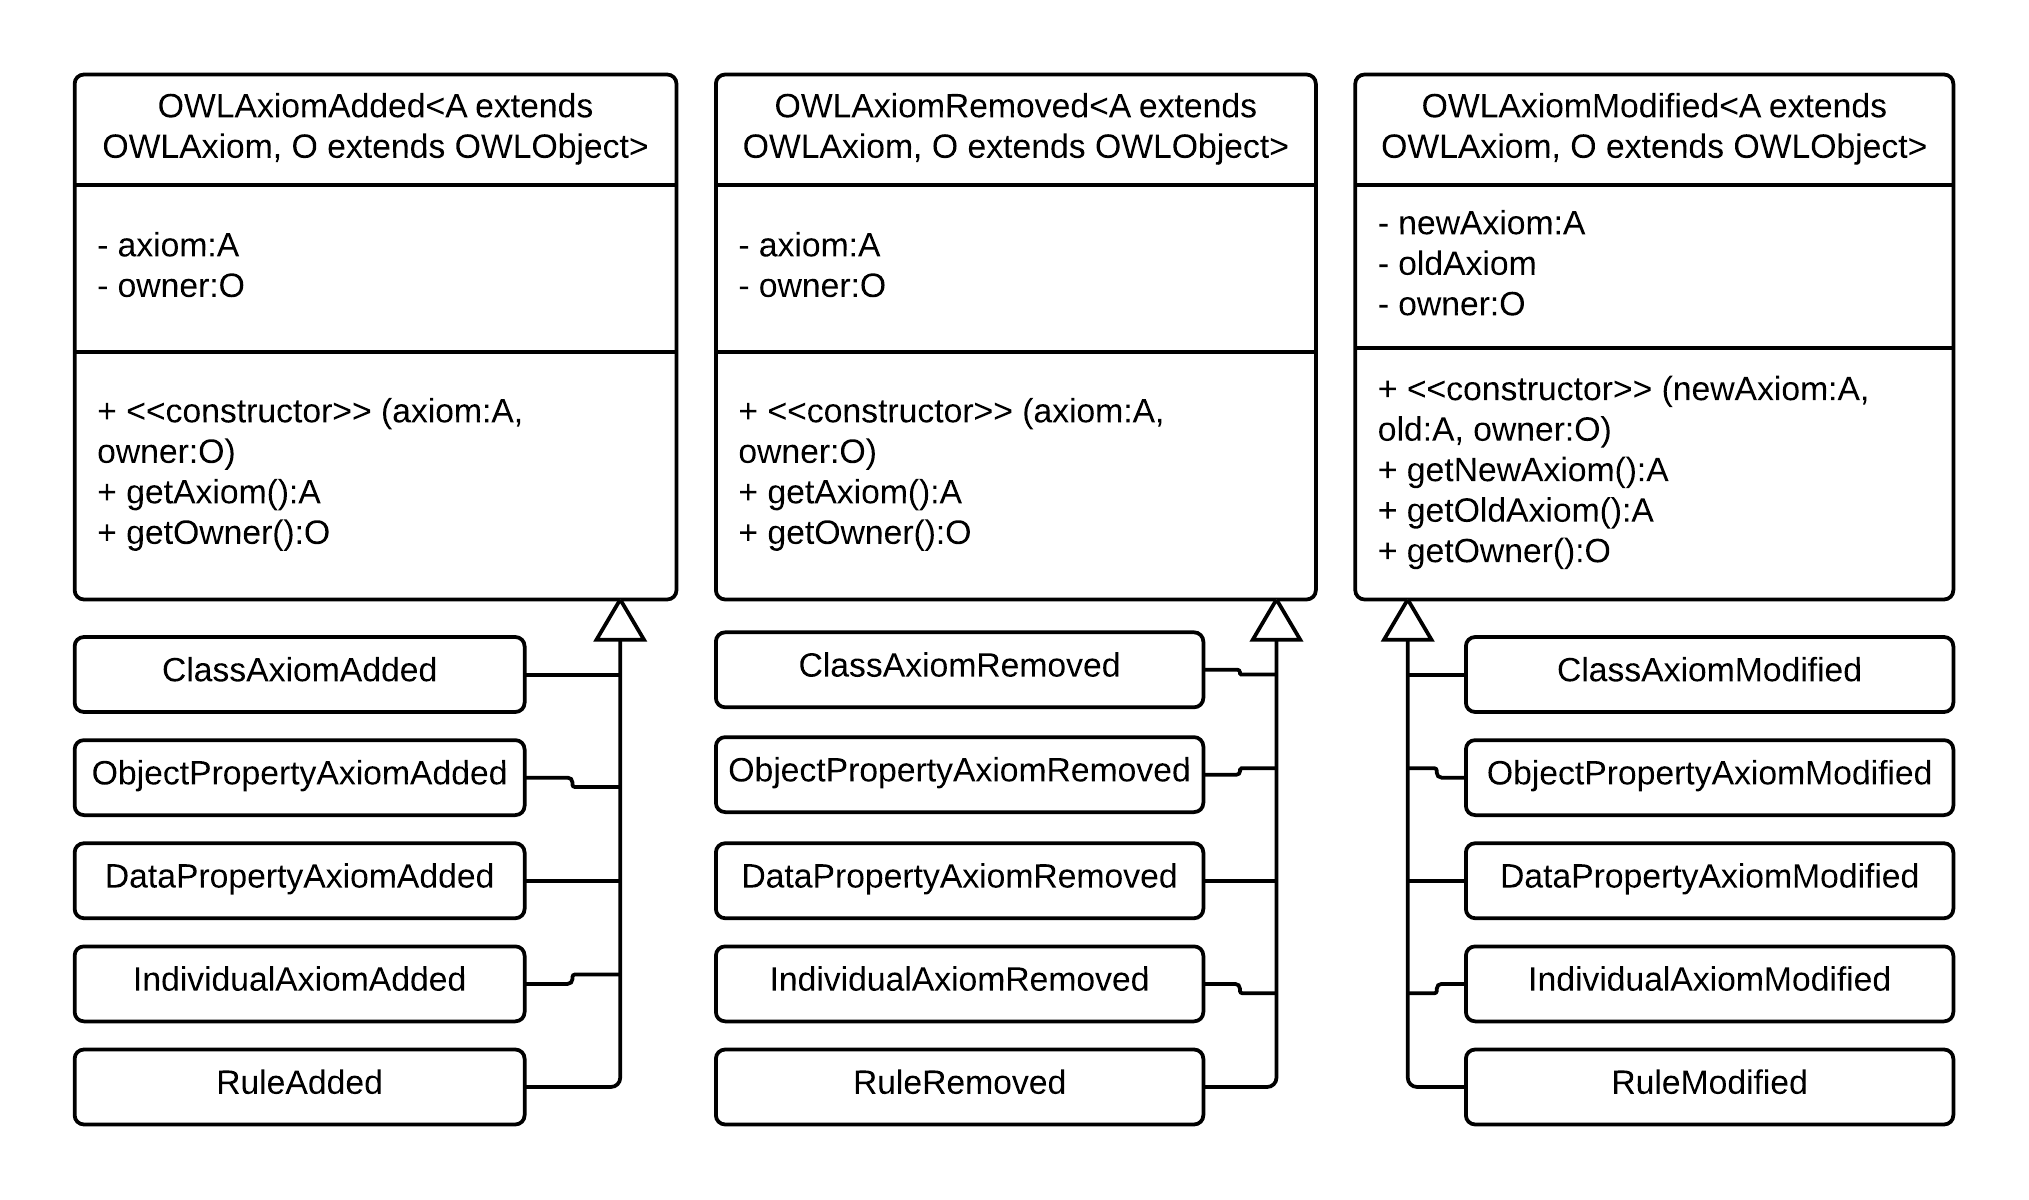 OWLAxiomAdded<A extends
OWLAxiom, O extends OWLObject>
- axiom:A
- owner:O
+ <<constructor>> (axiom:A,
owner:O)
+ getAxiom():A
+ getOwner():O
ClassAxiomAdded
ObjectPropertyAxiomAdded
DataPropertyAxiomAdded
IndividualAxiomAdded
RuleAdded
OWLAxiomRemoved<A extends
OWLAxiom, O extends OWLObject>
- axiom:A
- owner:O
+ <<constructor>> (axiom:A,
owner:O)
+ getAxiom():A
+ getOwner():O
ClassAxiomRemoved
ObjectPropertyAxiomRemoved
DataPropertyAxiomRemoved
IndividualAxiomRemoved
RuleRemoved
OWLAxiomModified<A extends
OWLAxiom, O extends OWLObject>
- newAxiom:A
- oldAxiom
- owner:O
+ <<constructor>> (newAxiom:A,
old:A, owner:O)
+ getNewAxiom():A
+ getOldAxiom():A
+ getOwner():O
ClassAxiomModified
ObjectPropertyAxiomModified
DataPropertyAxiomModified
IndividualAxiomModified
RuleModified